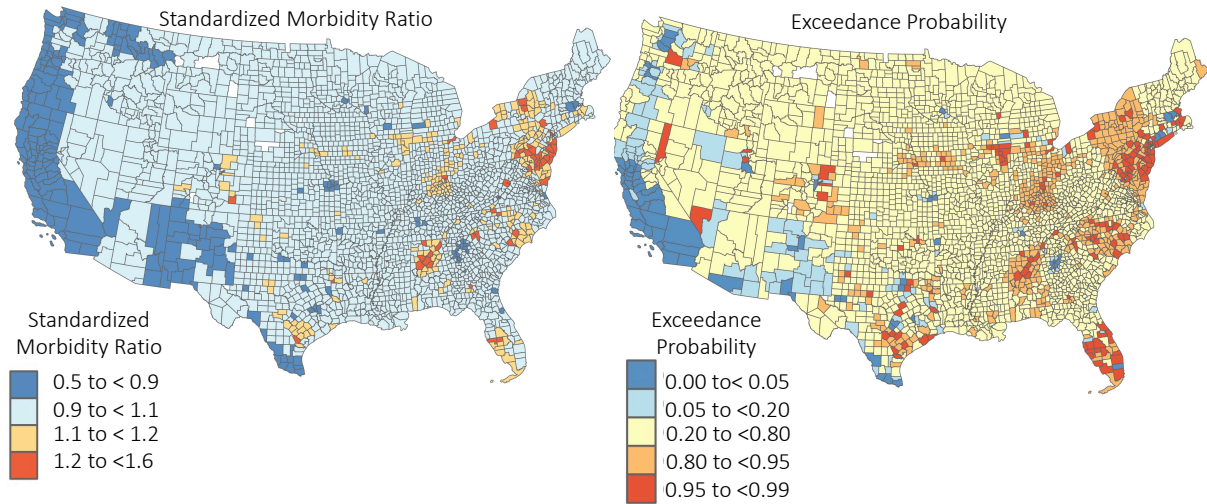 Standardized Morbidity Ratio
Exceedance Probability
Standardized
Morbidity Ratio
0.5 to < 0.9
0.9 to < 1.1
1.1 to < 1.2
1.2 to <1.6
Exceedance
Probability
0.00 to< 0.05
0.05 to <0.20
0.20 to <0.80
0.80 to <0.95
0.95 to <0.99